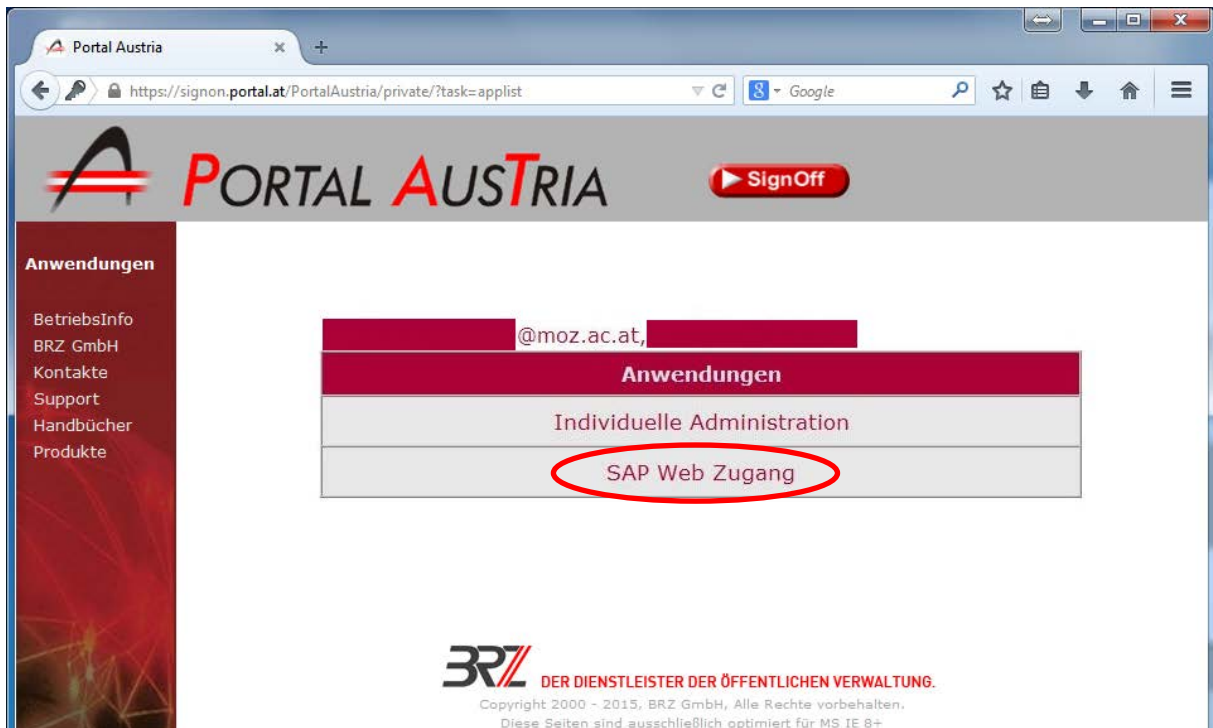 Portal Austria
https://signon.portal.at/PortalAustria/private/?task=applist
Google
PORTAL AUSTRIA
SignOff
Anwendungen
BetriebsInfo
BRZ GmbH
Kontakte
Support
Handbücher
Produkte
@moz.ac.at,
Anwendungen
Individuelle Administration
SAP Web Zugang
BRZ DER DIENSTLEISTER DER ÖFFENTLICHEN VERWALTUNG.
Copyright 2000 - 2015, BRZ GmbH, Alle Rechte vorbehalten.
Diese Seiten sind ausschließlich optimiert für MS IE 8+